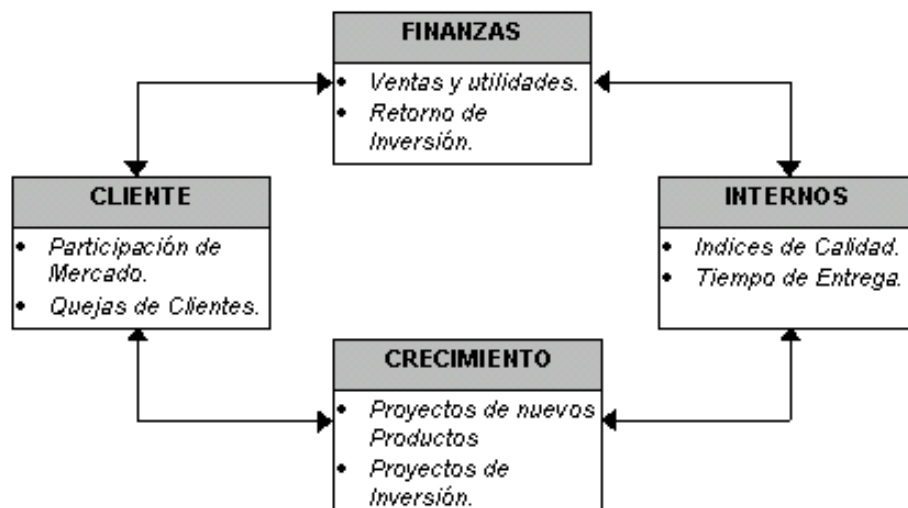 FINANZAS
• Ventas y utilidades.
• Retorno de
Inversión.
CLIENTE
• Participación de
Mercado.
• Quejas de Clientes.
INTERNOS
• Indices de Calidad.
• Tiempo de Entrega.
CRECIMIENTO
• Proyectos de nuevos
Productos
• Proyectos de
Inversión.